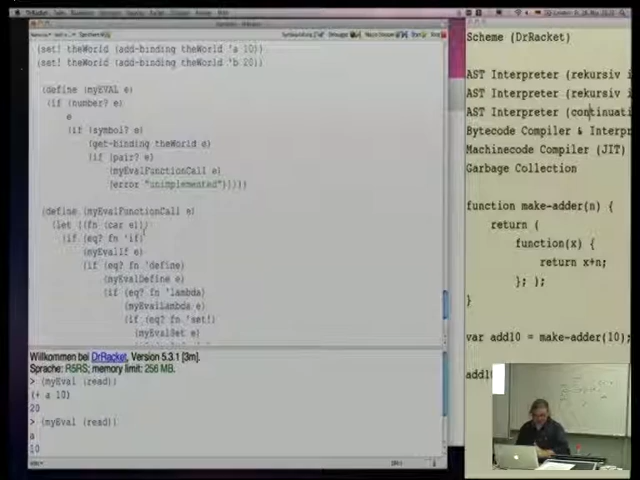 (set! theWorld (add-binding theWorld 'a 10))
(set! theWorld (add-binding theWorld 'b 20))
(define (myEVAL e)
(if (number? e)
e
(if (symbol? e)
(get-binding theWorld e)
(if (pair? e)
(myEvalFunctionCall e)
(error "unimplemented")))))
(define (myEvalFunctionCall e)
(let ((fn (car e)))
(if (eq? fn 'if)
(myEvalif e)
(if (eq? fn 'define)
(myEvalDefine e)
(if (eq? fn 'lambda)
(myEvalLambda e)
(if (eq? fn 'set!)
(myEvalSet e)
Willkommen bei DrRacket, Version 5.3.1 [3m].
Sprache: R5RS; memory limit: 256 MB.
> (myEval (read))
(+ a 10)
20
> (myEval (read))
a
10
Scheme (DrRacket)
AST Interpreter (rekursiv i
AST Interpreter (rekursiv i
AST Interpreter (continuati
Bytecode Compiler & Interp
Machinecode Compiler (JIT)
Garbage Collection
function make-adder(n) {
return (
function(x) {
return x+n;
}; );
}
var add10 = make-adder(10);
add10